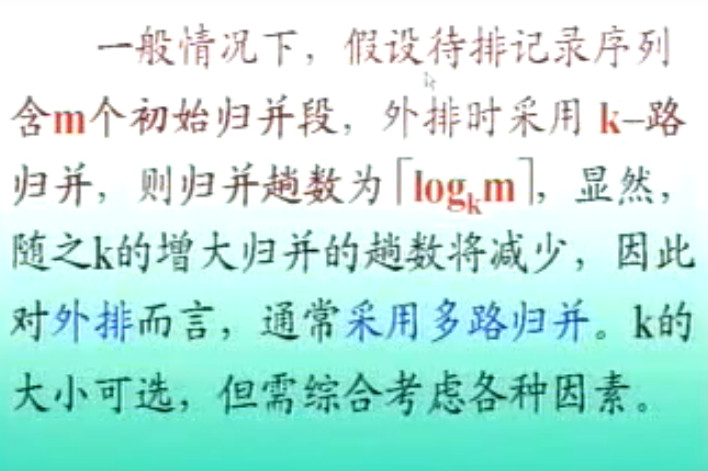 一般情况下，假设待排记录序列
含m个初始归并段，外排时采用 k-路
归并，则归并趟数为⌈logₖm⌉，显然，
随之k的增大归并的趟数将减少，因此
对外排而言，通常采用多路归并。k的
大小可选，但需综合考虑各种因素。